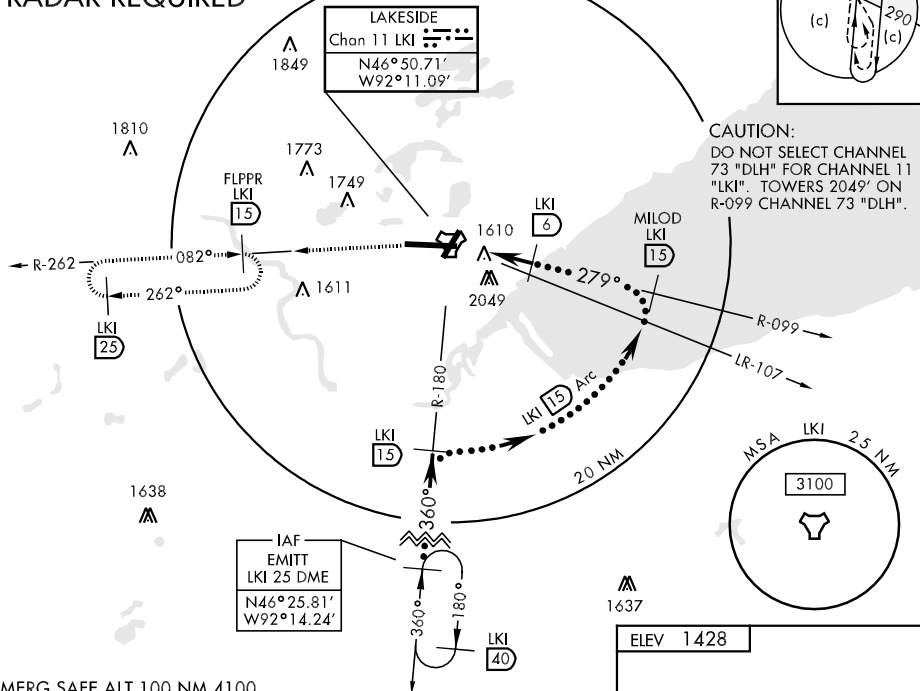 RADAR REQUIRED
LAKESIDE
Chan 11 LKI
N46°50.71'
W92°11.09'
1849
(c)
290
(c)
CAUTION:
DO NOT SELECT CHANNEL
73 "DLH" FOR CHANNEL 11
"LKI". TOWERS 2049' ON
R-099 CHANNEL 73 "DLH".
1810
1773
1749
FLPPR
LKI
15
LKI
6
MILOD
LKI
15
1610
R-262
082°
262°
1611
2049
279°
LKI
25
R-099
LR-107
R-180
LKI 15 Arc
LKI
15
20 NM
MSA LKI 25 NM
3100
1638
360°
IAF
EMITT
LKI 25 DME
N46°25.81'
W92°14.24'
360°
180°
LKI
40
1637
ELEV 1428
MERG SAFE ALT 100 NM 4100